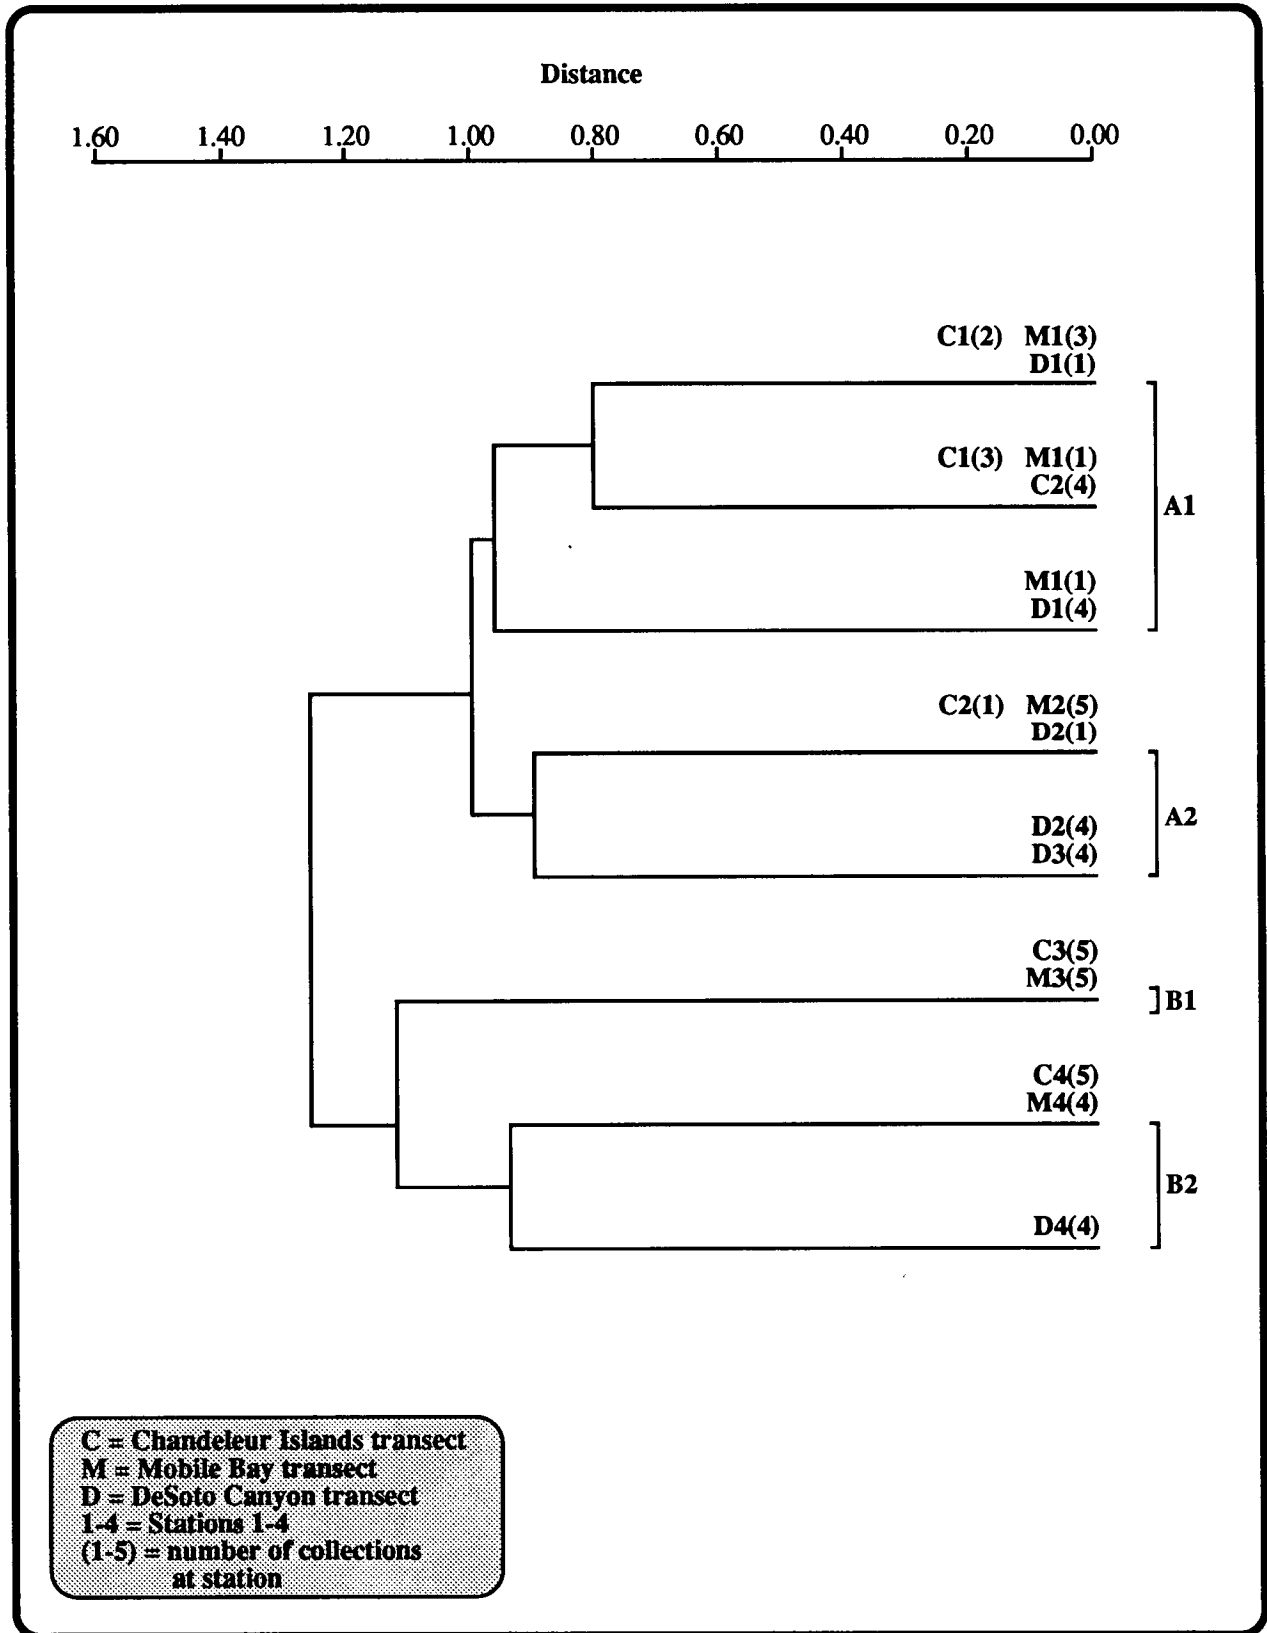 Distance
1.60 1.40 1.20 1.00 0.80 0.60 0.40 0.20 0.00
C1(2) M1(3)
D1(1)
C1(3) M1(1)
C2(4)
A1
M1(1)
D1(4)
C2(1) M2(5)
D2(1)
A2
D2(4)
D3(4)
C3(5)
M3(5)
B1
C4(5)
M4(4)
B2
D4(4)
C = Chandeleur Islands transect
M = Mobile Bay transect
D = DeSoto Canyon transect
1-4 = Stations 1-4
(1-5) = number of collections
at station